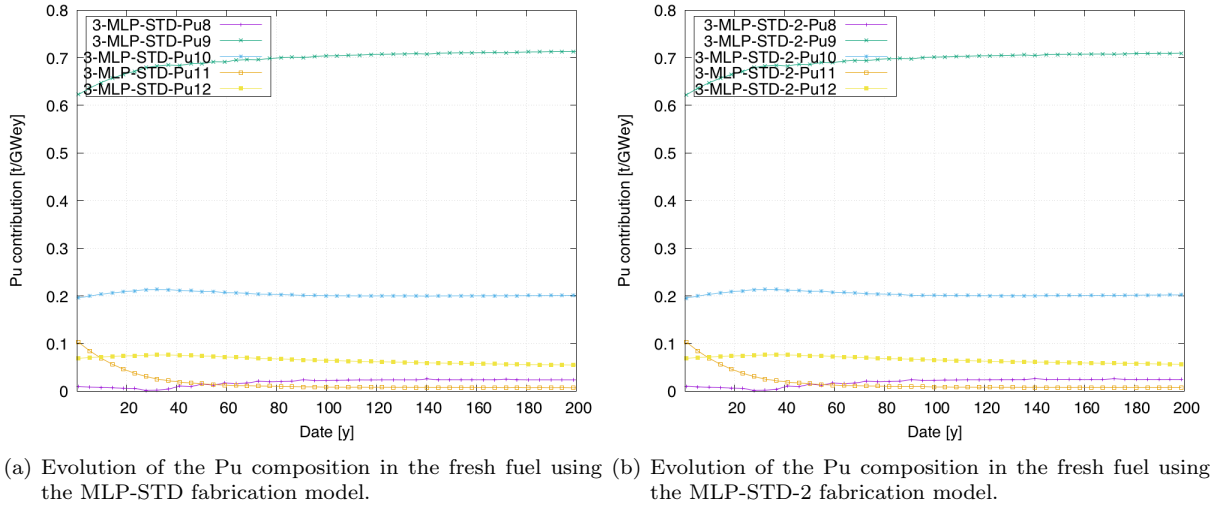 0.8
0.7
0.6
0.5
0.4
0.3
0.2
0.1
0
Pu contribution [t/GWey]
3-MLP-STD-Pu8
3-MLP-STD-Pu9
3-MLP-STD-Pu10
3-MLP-STD-Pu11
3-MLP-STD-Pu12
20 40 60 80 100 120 140 160 180 200
Date [y]
(a) Evolution of the Pu composition in the fresh fuel using
the MLP-STD fabrication model.
0.8
0.7
0.6
0.5
0.4
0.3
0.2
0.1
0
Pu contribution [t/GWey]
3-MLP-STD-2-Pu8
3-MLP-STD-2-Pu9
3-MLP-STD-2-Pu10
3-MLP-STD-2-Pu11
3-MLP-STD-2-Pu12
20 40 60 80 100 120 140 160 180 200
Date [y]
(b) Evolution of the Pu composition in the fresh fuel using
the MLP-STD-2 fabrication model.